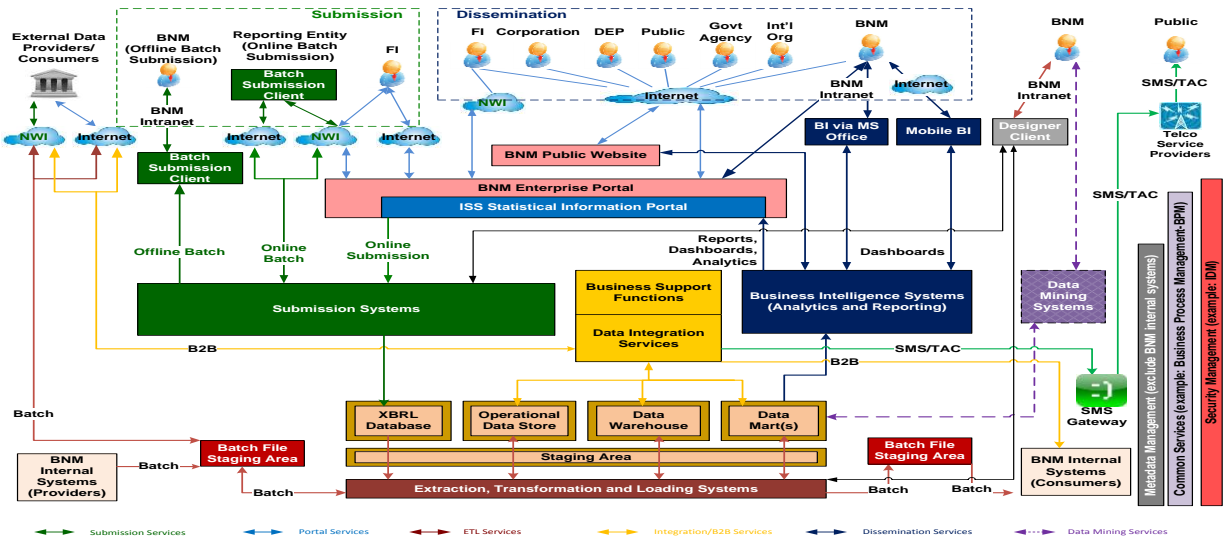 Submission
Dissemination
External Data
Providers/
Consumers
BNM
(Offline Batch
Submission)
Reporting Entity
(Online Batch
Submission)
FI
Batch
Submission
Client
FI
Corporation
DEP
Public
Govt
Agency
Int'l
Org
BNM
BNM
Public
NWI
Internet
BNM
Intranet
Internet
NWI
Internet
NWI
Internet
BNM
Intranet
Internet
BNM
Intranet
SMS/TAC
Telco
Service
Providers
Batch
Submission
Client
BNM Public Website
BI via MS
Office
Mobile BI
Designer
Client
BNM Enterprise Portal
ISS Statistical Information Portal
SMS/TAC
Offline Batch
Online
Batch
Online
Submission
Reports,
Dashboards,
Analytics
Dashboards
Submission Systems
Business Support
Functions
Data Integration
Services
Business Intelligence Systems
(Analytics and Reporting)
Data
Mining
Systems
B2B
SMS/TAC
B2B
SMS
Gateway
XBRL
Database
Operational
Data Store
Data
Warehouse
Data
Mart(s)
Staging Area
Batch
Batch File
Staging Area
Batch File
Staging Area
BNM
Internal
Systems
(Providers)
Batch
Batch
Extraction, Transformation and Loading Systems
Batch
Batch
BNM Internal
Systems
(Consumers)
Metadata Management (exclude BNM internal systems)
Common Services (example: Business Process Management-BPM)
Security Management (example: IDM)
Submission Services
Portal Services
ETL Services
Integration/B2B Services
Dissemination Services
Data Mining Services